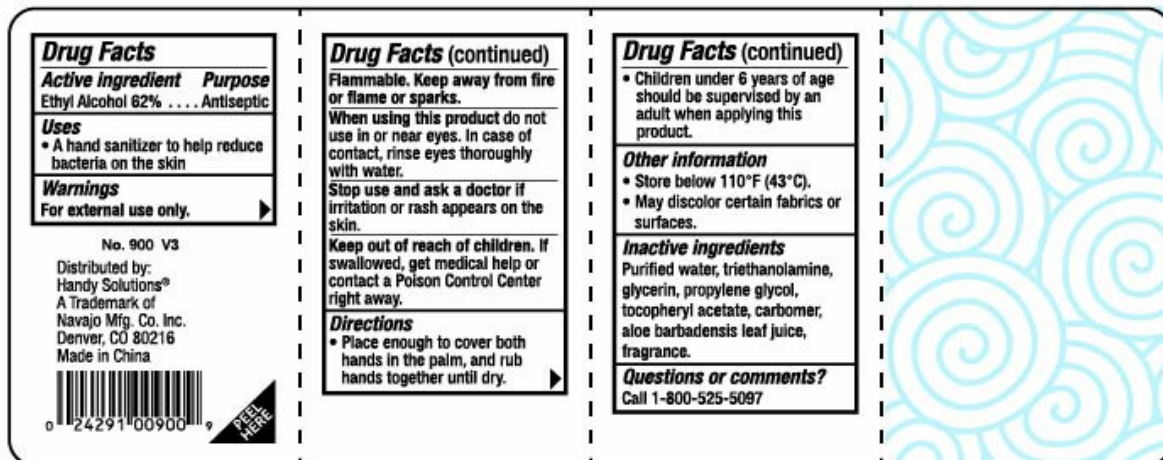 Drug Facts
Active ingredient Purpose
Ethyl Alcohol 62% .... Antiseptic
Uses
• A hand sanitizer to help reduce
bacteria on the skin
Warnings
For external use only.
No. 900 V3
Distributed by:
Handy Solutions®
A Trademark of
Navajo Mfg. Co. Inc.
Denver, CO 80216
Made in China
0 24291 00900 9
PEEL
HERE
Drug Facts (continued)
Flammable. Keep away from fire
or flame or sparks.
When using this product do not
use in or near eyes. In case of
contact, rinse eyes thoroughly
with water.
Stop use and ask a doctor if
irritation or rash appears on the
skin.
Keep out of reach of children. If
swallowed, get medical help or
contact a Poison Control Center
right away.
Directions
• Place enough to cover both
hands in the palm, and rub
hands together until dry.
Drug Facts (continued)
• Children under 6 years of age
should be supervised by an
adult when applying this
product.
Other information
• Store below 110°F (43°C).
• May discolor certain fabrics or
surfaces.
Inactive ingredients
Purified water, triethanolamine,
glycerin, propylene glycol,
tocopheryl acetate, carbomer,
aloe barbadensis leaf juice,
fragrance.
Questions or comments?
Call 1-800-525-5097